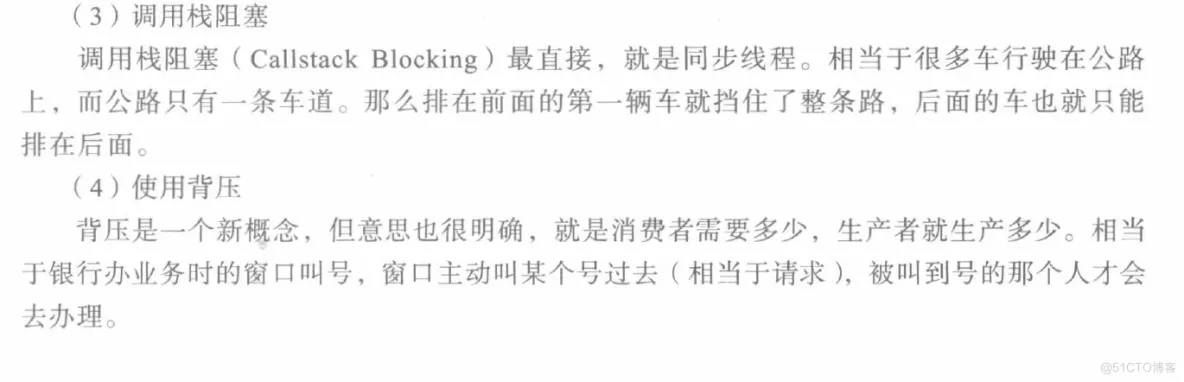 （3）调用栈阻塞
调用栈阻塞（Callstack Blocking）最直接，就是同步线程。相当于很多车行驶在公路
上，而公路只有一条车道。那么排在前面的第一辆车就挡住了整条路，后面的车也就只能
排在后面。
（4）使用背压
背压是一个新概念，但意思也很明确，就是消费者需要多少，生产者就生产多少。相当
于银行办业务时的窗口叫号，窗口主动叫某个号过去（相当于请求），被叫到号的那个人才会
去办理。
@51CTO博客